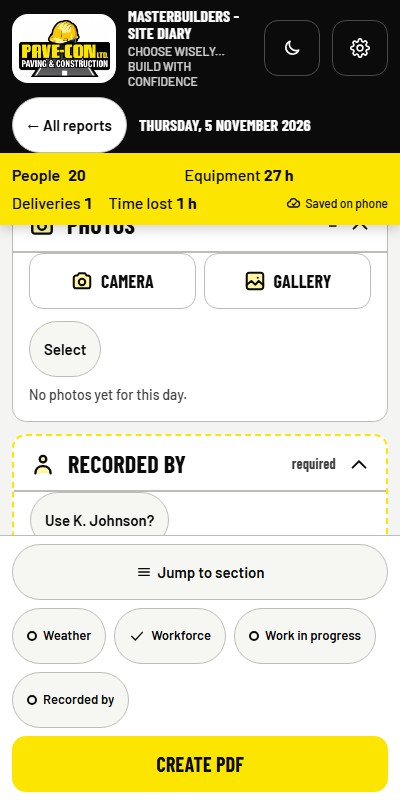 PAVE-CON LTD.
PAVING & CONSTRUCTION
MASTERBUILDERS -
SITE DIARY
CHOOSE WISELY...
BUILD WITH
CONFIDENCE
← All reports
THURSDAY, 5 NOVEMBER 2026
People 20
Equipment 27 h
Deliveries 1
Time lost 1 h
Saved on phone
PHOTOS
CAMERA
GALLERY
Select
No photos yet for this day.
RECORDED BY
required
Use K. Johnson?
Jump to section
Weather
Workforce
Work in progress
Recorded by
CREATE PDF